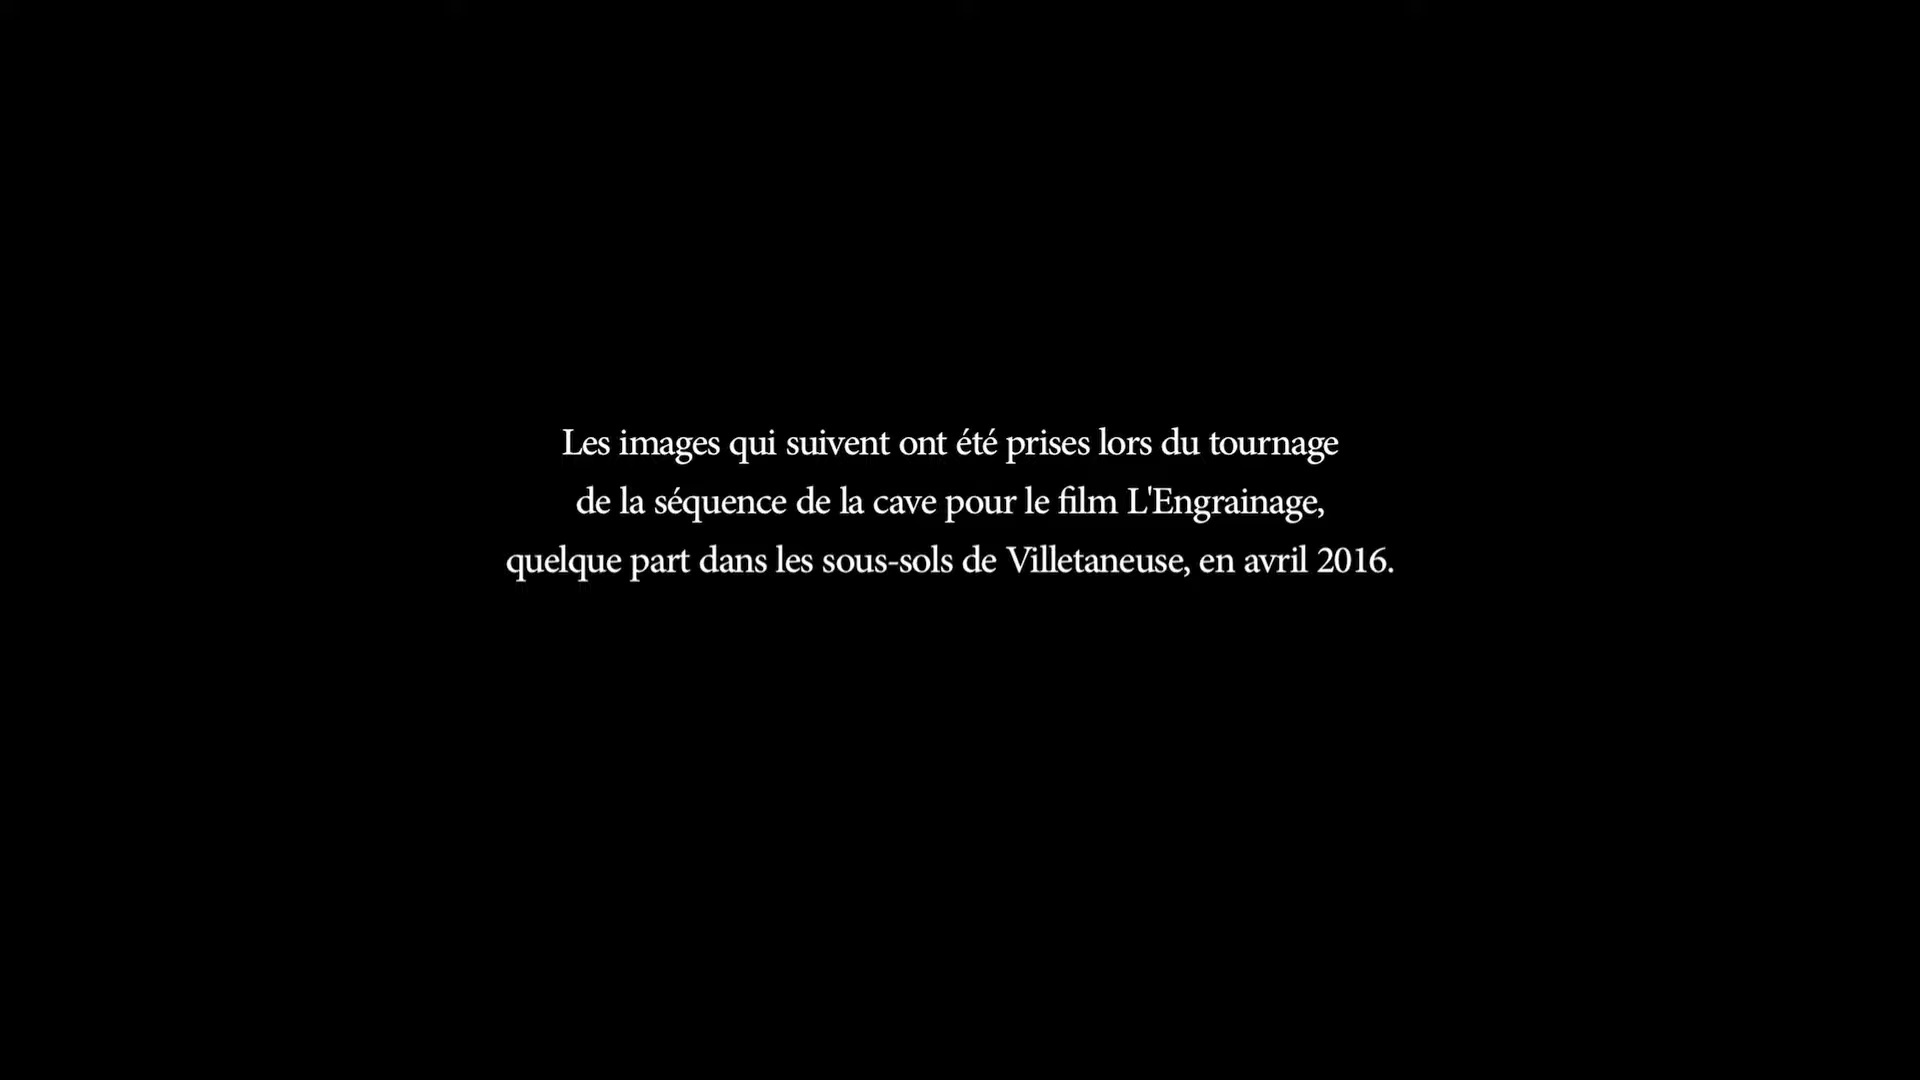 Les images qui suivent ont été prises lors du tournage
de la séquence de la cave pour le film L'Engrainage,
quelque part dans les sous-sols de Villetaneuse, en avril 2016.